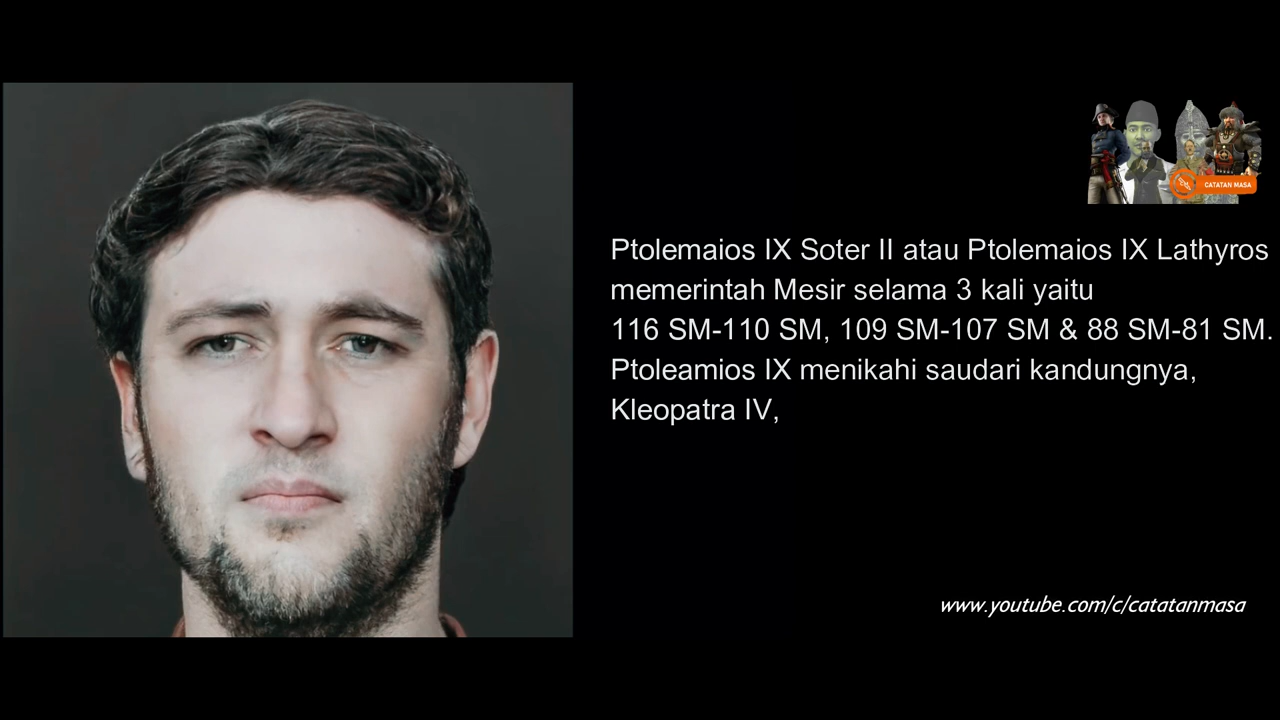 CATATAN MASA
Ptolemaios IX Soter II atau Ptolemaios IX Lathyros
memerintah Mesir selama 3 kali yaitu
116 SM-110 SM, 109 SM-107 SM & 88 SM-81 SM.
Ptoleamios IX menikahi saudari kandungnya,
Kleopatra IV,
www.youtube.com/c/catatanmasa